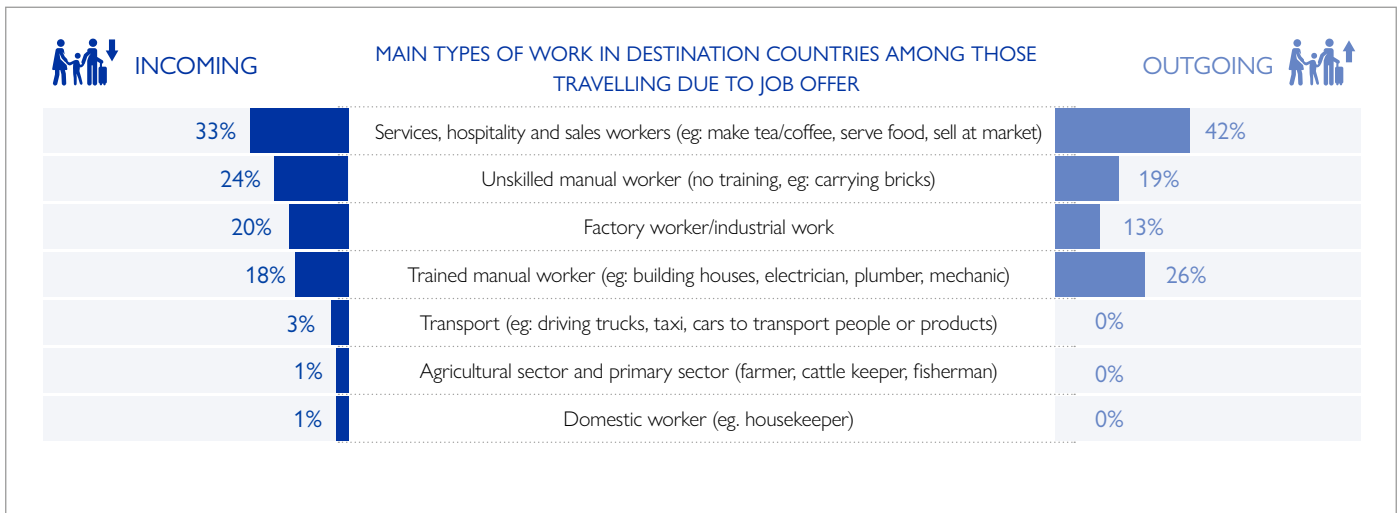 INCOMING
MAIN TYPES OF WORK IN DESTINATION COUNTRIES AMONG THOSE
TRAVELLING DUE TO JOB OFFER
OUTGOING
33% Services, hospitality and sales workers (eg: make tea/coffee, serve food, sell at market) 42%
24% Unskilled manual worker (no training, eg: carrying bricks) 19%
20% Factory worker/industrial work 13%
18% Trained manual worker (eg: building houses, electrician, plumber, mechanic) 26%
3% Transport (eg: driving trucks, taxi, cars to transport people or products) 0%
1% Agricultural sector and primary sector (farmer, cattle keeper, fisherman) 0%
1% Domestic worker (eg. housekeeper) 0%